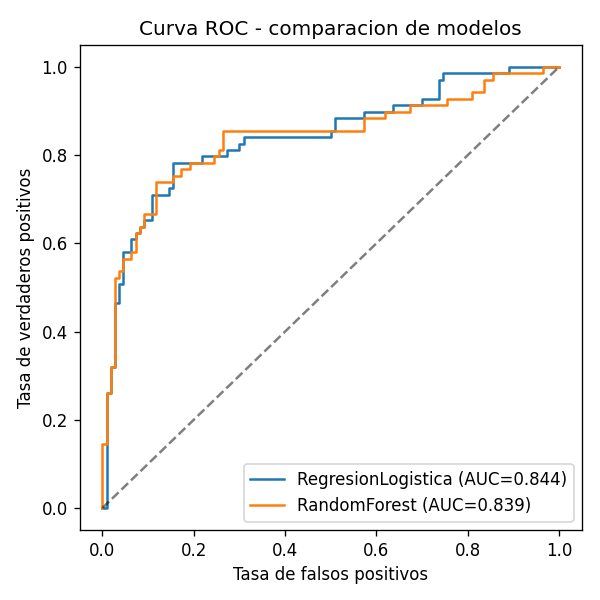 Curva ROC - comparacion de modelos
Tasa de verdaderos positivos
1.0
0.8
0.6
0.4
0.2
0.0
RegresionLogistica (AUC=0.844)
RandomForest (AUC=0.839)
0.0 0.2 0.4 0.6 0.8 1.0
Tasa de falsos positivos